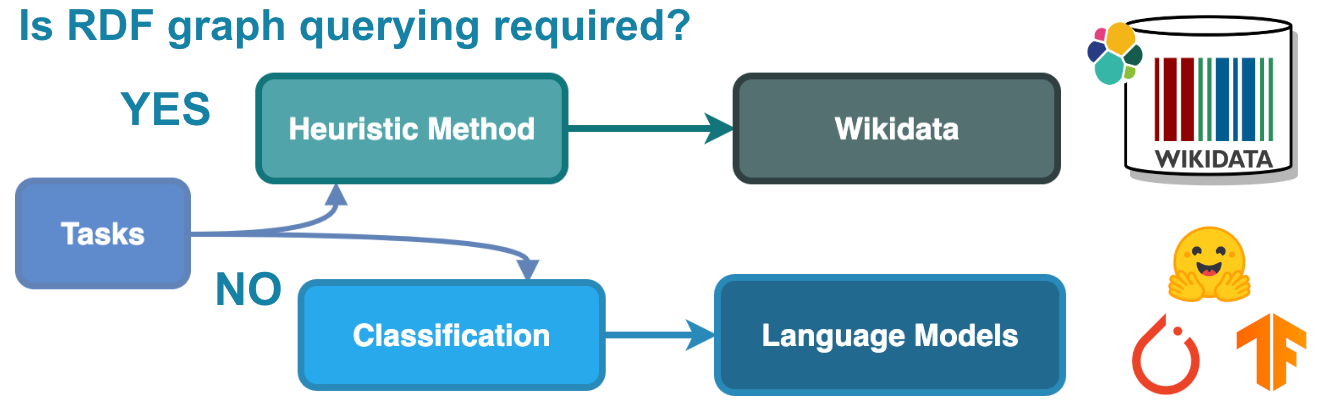 Is RDF graph querying required?
YES
Heuristic Method
Wikidata
WIKIDATA
Tasks
NO
Classification
Language Models